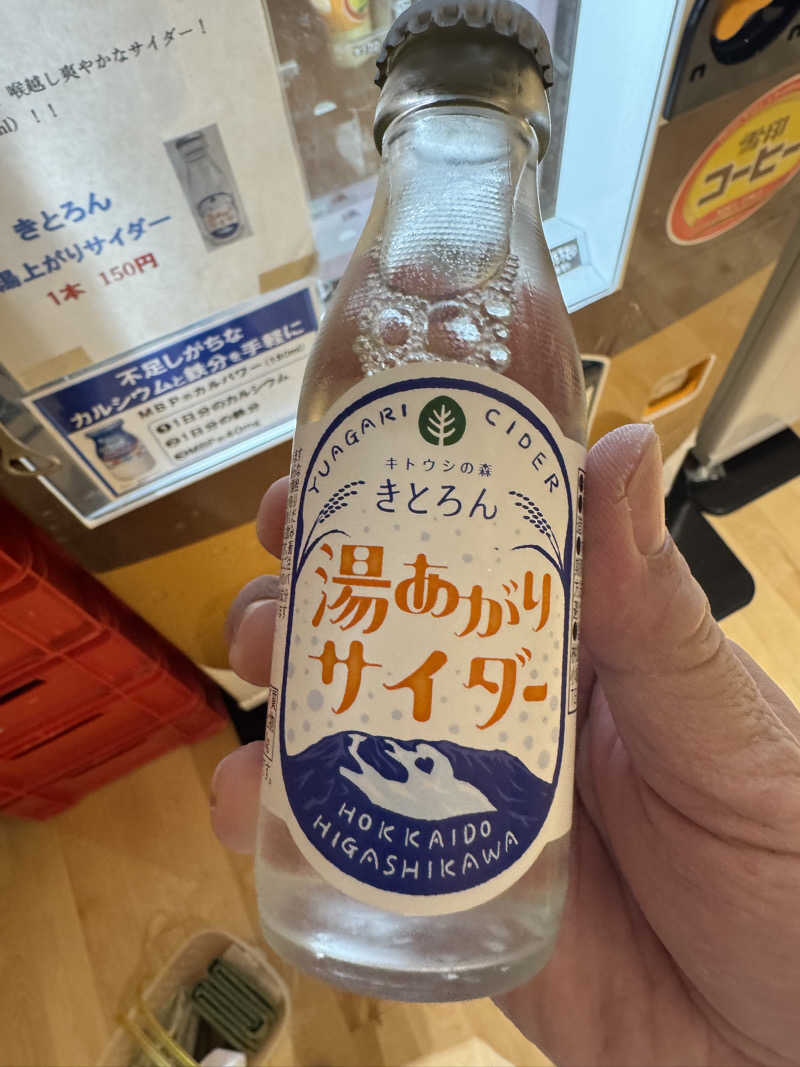 喉越し爽やかなサイダー！
ml）！！
きとろん
湯上がりサイダー
1本 150円
不足しがちな
カルシウムと鉄分を手軽に
MBP®カルパワー(180ml)
❶1日分のカルシウム
❷1日分の鉄分
❸MBP®40mg
雪印
コーヒー
YUAGARI CIDER
キトウシの森
きとろん
湯あがり
サイダー
HOKKAIDO
HIGASHIKAWA